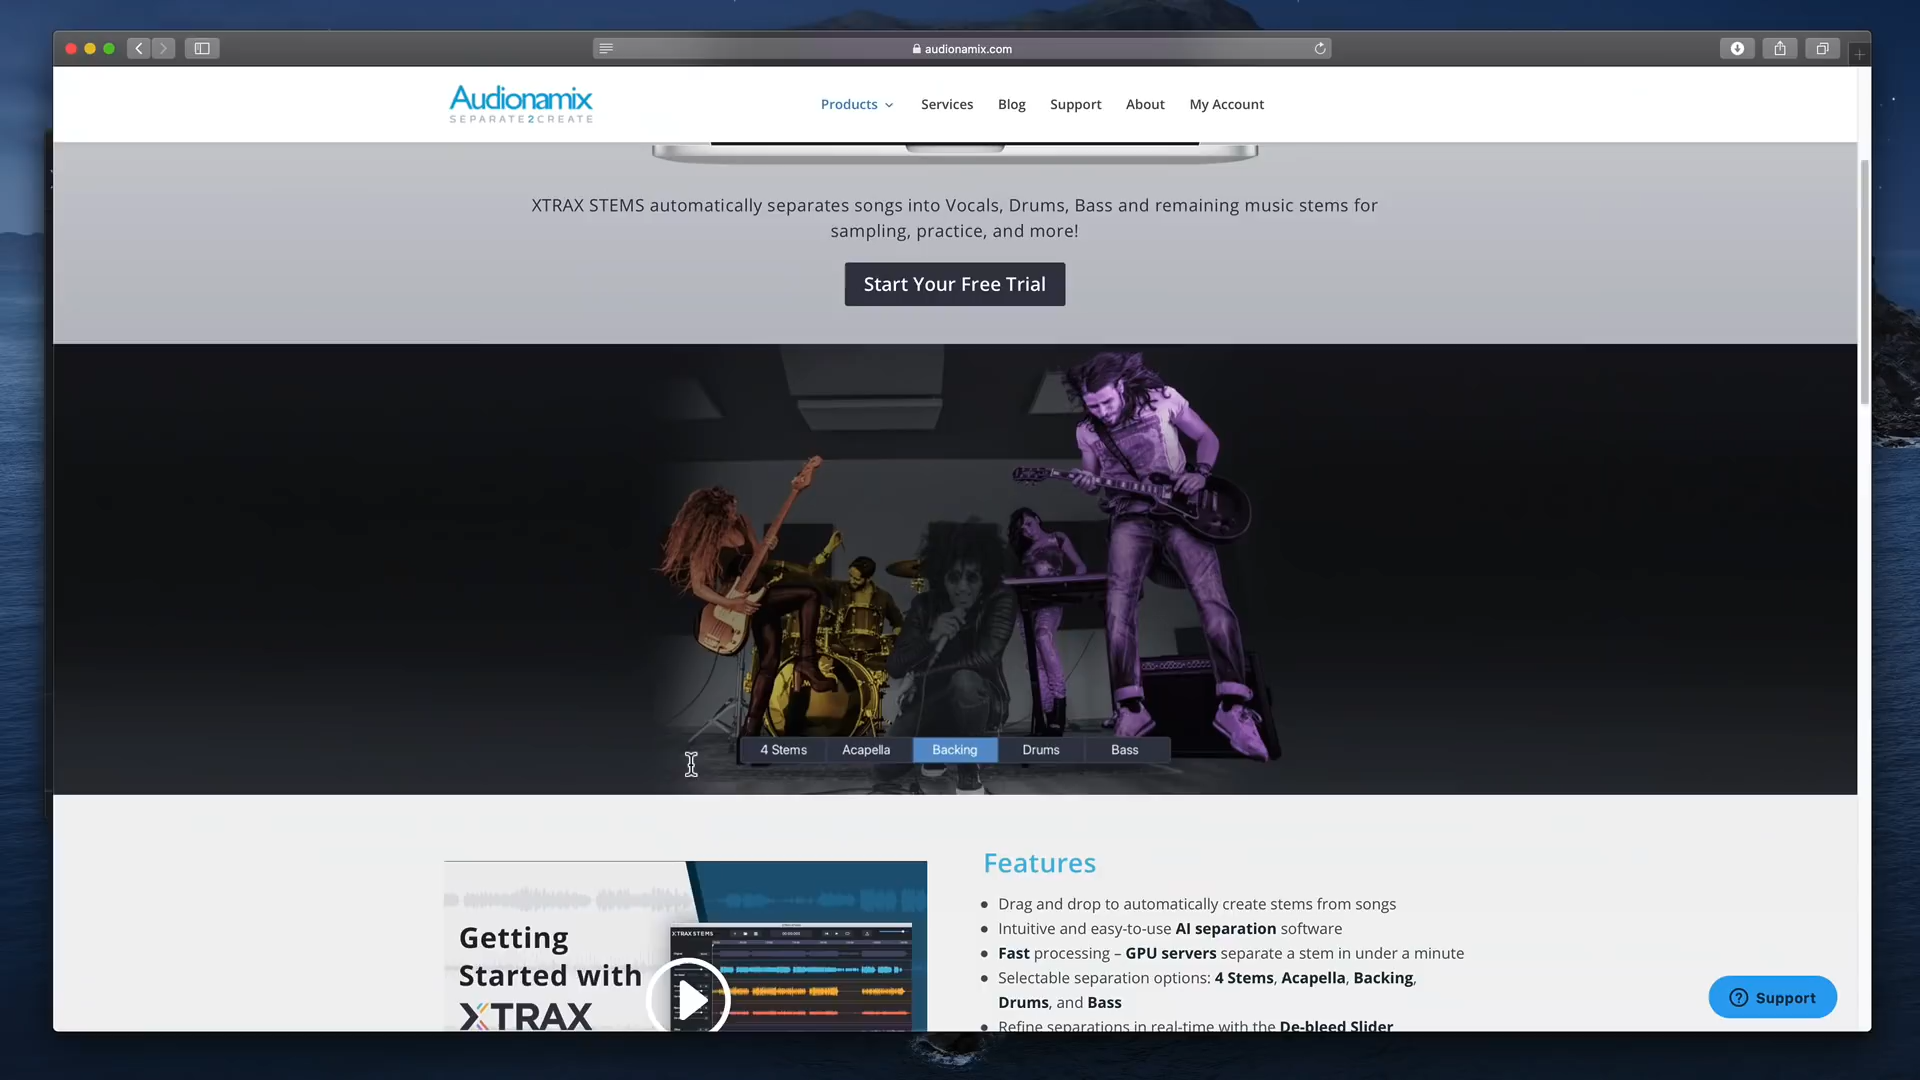 audionamix.com
Audionamix
SEPARATE2CREATE
Products
Services
Blog
Support
About
My Account
XTRAX STEMS automatically separates songs into Vocals, Drums, Bass and remaining music stems for
sampling, practice, and more!
Start Your Free Trial
4 Stems
Acapella
Backing
Drums
Bass
Getting
Started with
XTRAX
XTRAX STEMS
Features
Drag and drop to automatically create stems from songs
Intuitive and easy-to-use AI separation software
Fast processing – GPU servers separate a stem in under a minute
Selectable separation options: 4 Stems, Acapella, Backing,
Drums, and Bass
Refine separations in real-time with the De-bleed Slider
Support